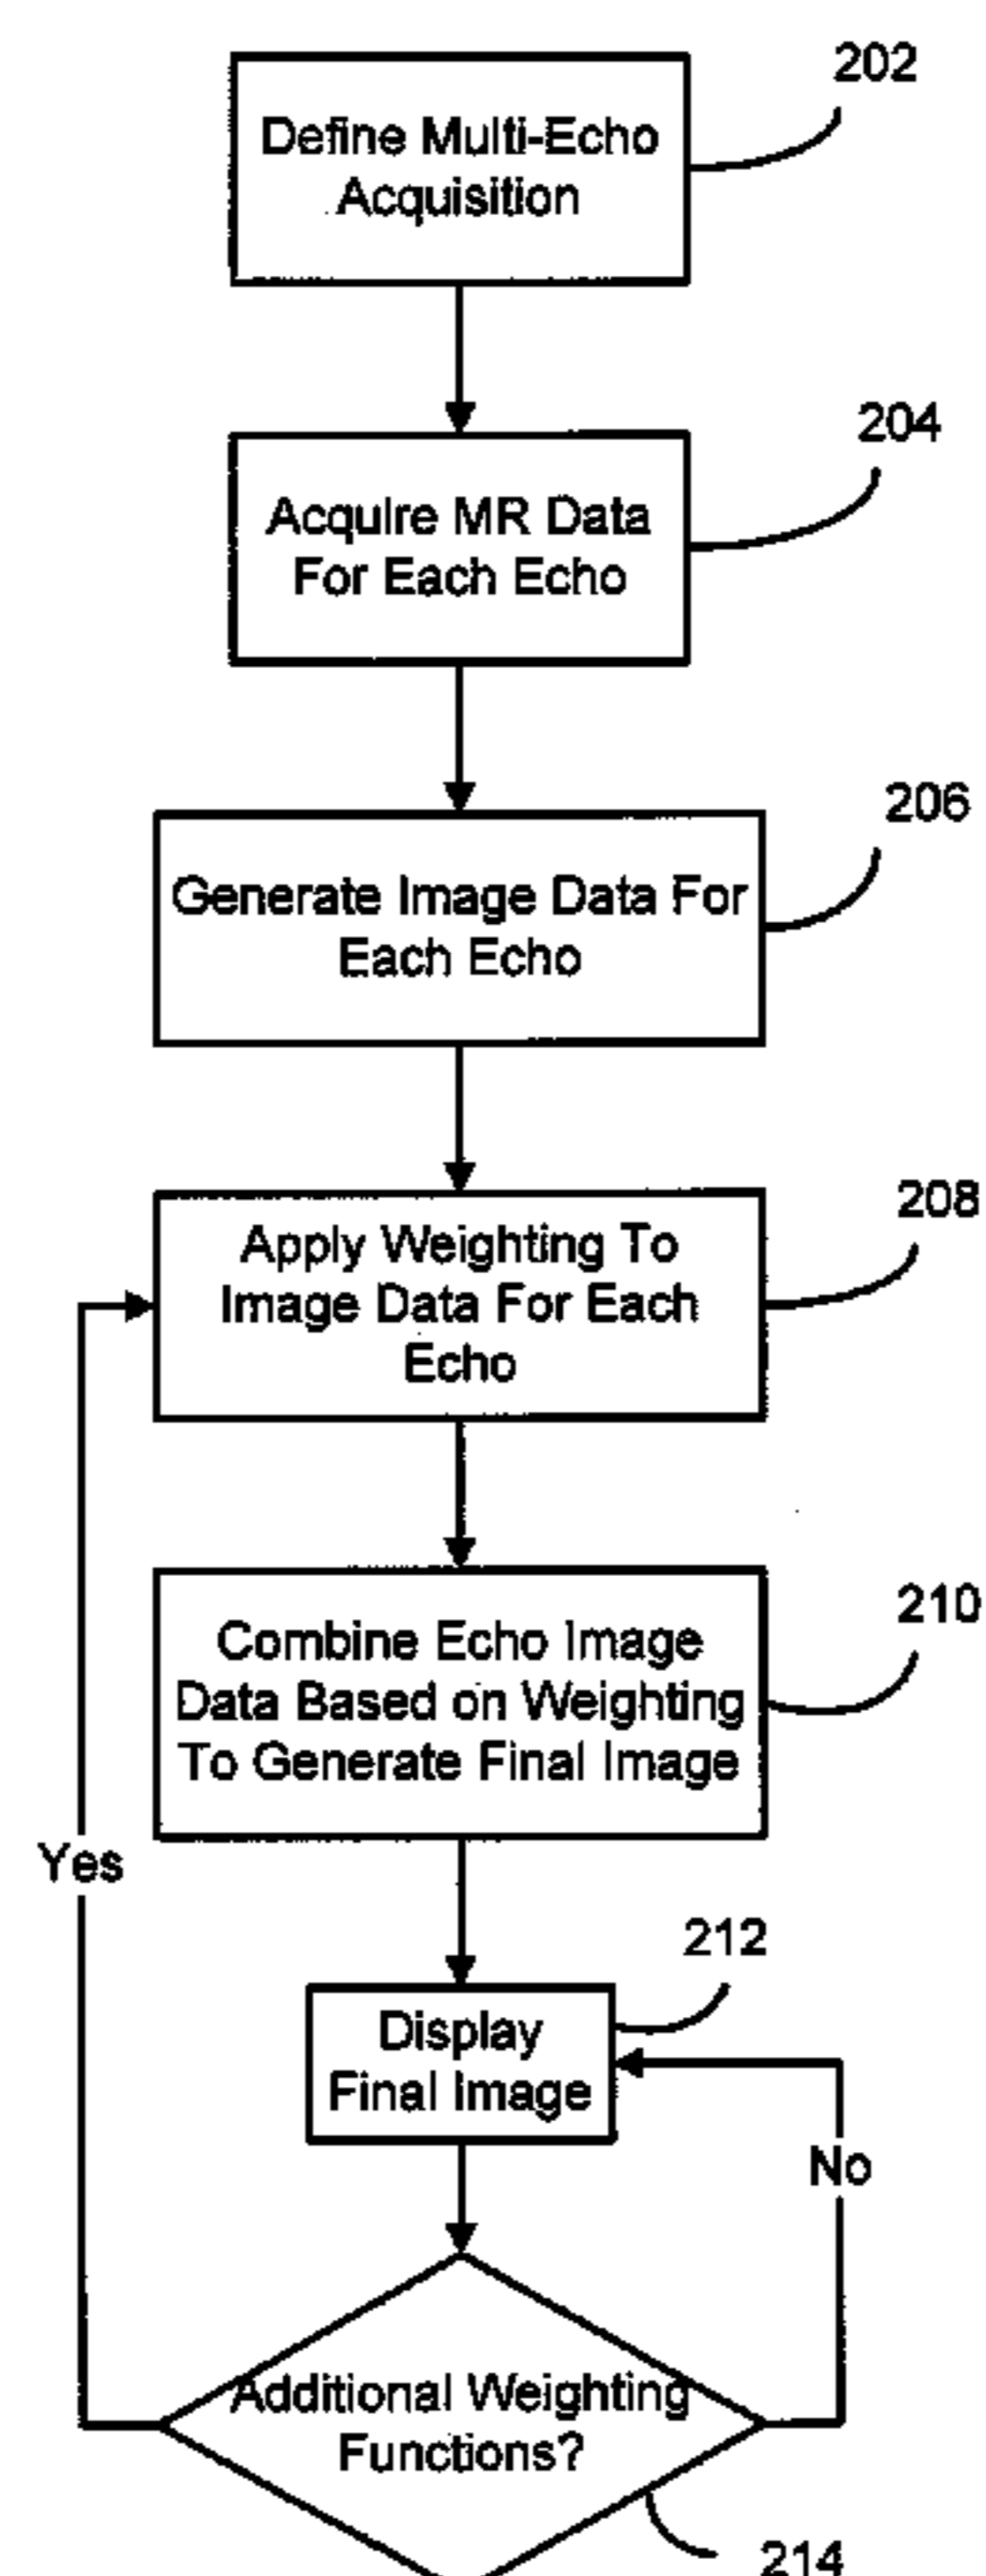 202
Define Multi-Echo
Acquisition
204
Acquire MR Data
For Each Echo
206
Generate Image Data For
Each Echo
208
Apply Weighting To
Image Data For Each
Echo
210
Combine Echo Image
Data Based on Weighting
To Generate Final Image
Yes
212
Display
Final Image
No
Additional Weighting
Functions?
214